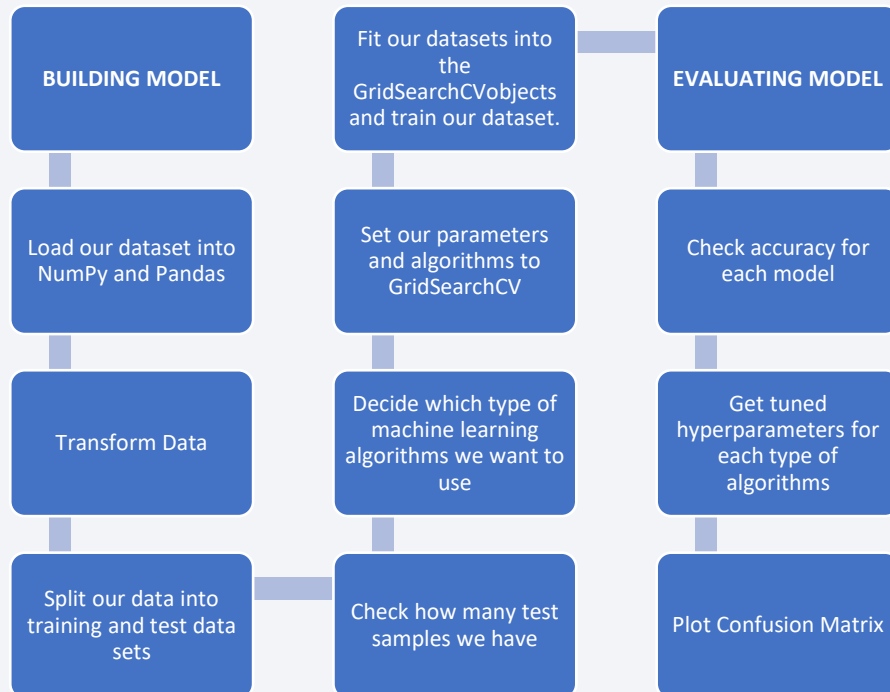 BUILDING MODEL
Load our dataset into
NumPy and Pandas
Transform Data
Split our data into
training and test data
sets
Check how many test
samples we have
Decide which type of
machine learning
algorithms we want to
use
Set our parameters
and algorithms to
GridSearchCV
Fit our datasets into
the
GridSearchCVobjects
and train our dataset.
EVALUATING MODEL
Check accuracy for
each model
Get tuned
hyperparameters for
each type of
algorithms
Plot Confusion Matrix